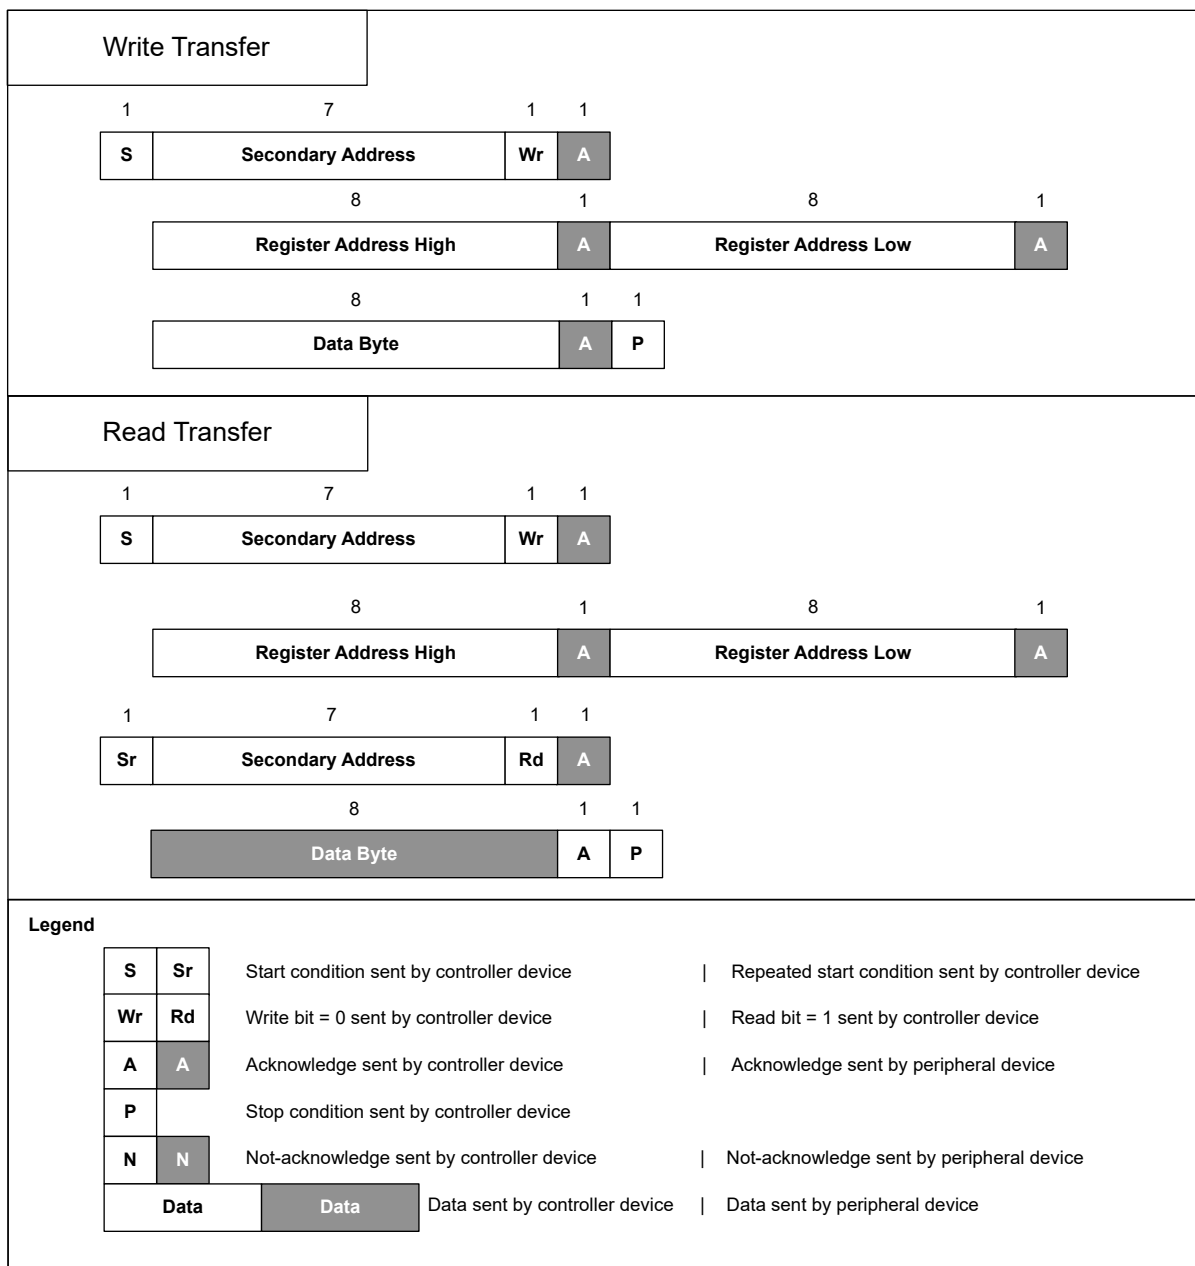 Write Transfer
1 7 1 1
S Secondary Address Wr A
8 1 8 1
Register Address High A Register Address Low A
8 1 1
Data Byte A P
Read Transfer
1 7 1 1
S Secondary Address Wr A
8 1 8 1
Register Address High A Register Address Low A
1 7 1 1
Sr Secondary Address Rd A
8 1 1
Data Byte A P
Legend
S Sr Start condition sent by controller device | Repeated start condition sent by controller device
Wr Rd Write bit = 0 sent by controller device | Read bit = 1 sent by controller device
A A Acknowledge sent by controller device | Acknowledge sent by peripheral device
P Stop condition sent by controller device
N N Not-acknowledge sent by controller device | Not-acknowledge sent by peripheral device
Data Data Data sent by controller device | Data sent by peripheral device